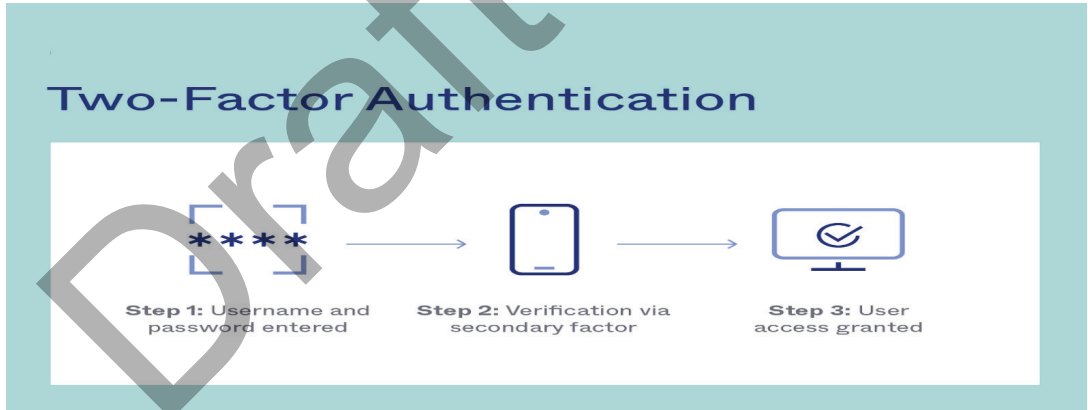 Two-Factor Authentication
****
Step 1: Username and
password entered
Step 2: Verification via
secondary factor
Step 3: User
access granted
Draft